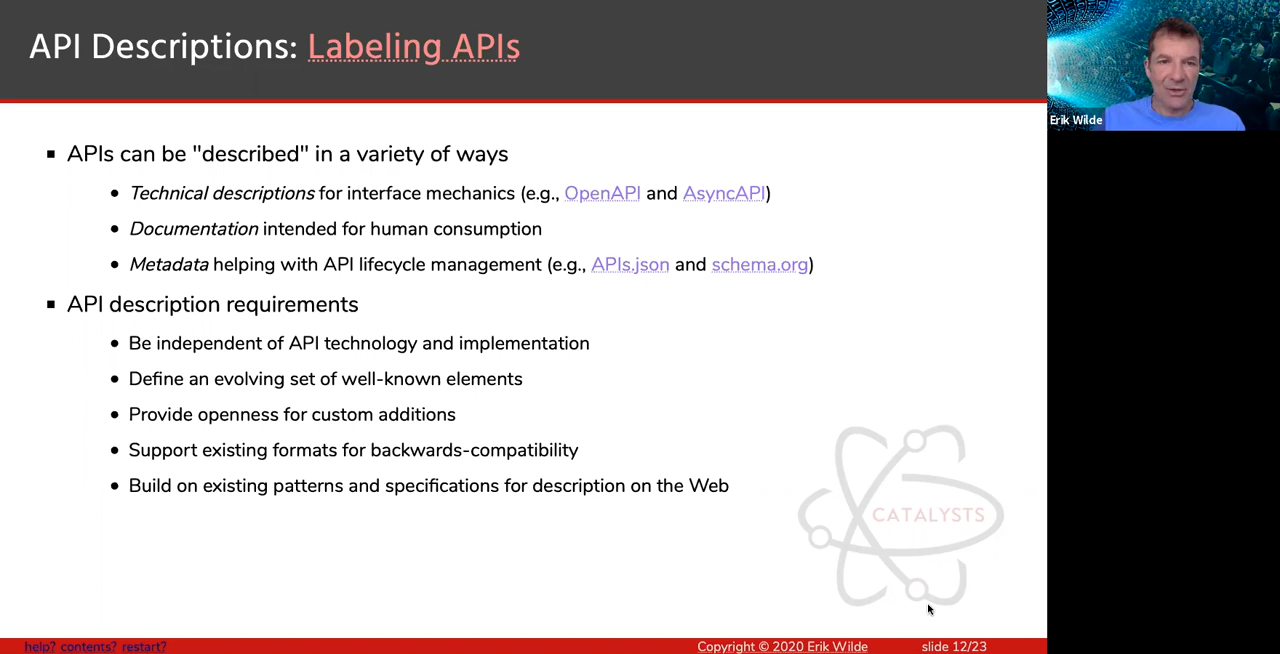 API Descriptions: Labeling APIs
Erik Wilde
APIs can be "described" in a variety of ways
Technical descriptions for interface mechanics (e.g., OpenAPI and AsyncAPI)
Documentation intended for human consumption
Metadata helping with API lifecycle management (e.g., APIs.json and schema.org)
API description requirements
Be independent of API technology and implementation
Define an evolving set of well-known elements
Provide openness for custom additions
Support existing formats for backwards-compatibility
Build on existing patterns and specifications for description on the Web
CATALYSTS
help? contents? restart?
Copyright © 2020 Erik Wilde
slide 12/23